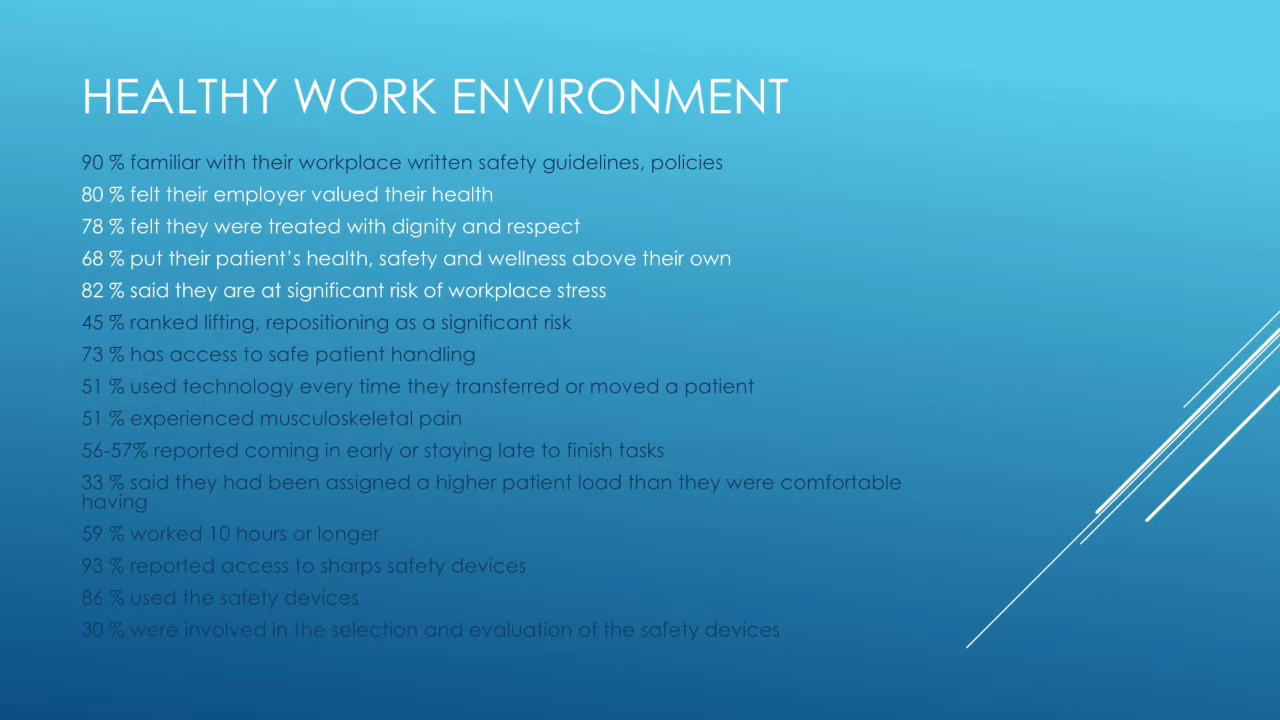 HEALTHY WORK ENVIRONMENT
90 % familiar with their workplace written safety guidelines, policies
80 % felt their employer valued their health
78 % felt they were treated with dignity and respect
68 % put their patient's health, safety and wellness above their own
82 % said they are at significant risk of workplace stress
45 % ranked lifting, repositioning as a significant risk
73 % has access to safe patient handling
51 % used technology every time they transferred or moved a patient
51 % experienced musculoskeletal pain
56-57% reported coming in early or staying late to finish tasks
33 % said they had been assigned a higher patient load than they were comfortable
having
59 % worked 10 hours or longer
93 % reported access to sharps safety devices
86 % used the safety devices
30 % were involved in the selection and evaluation of the safety devices